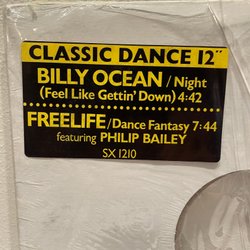 CLASSIC DANCE 12"
BILLY OCEAN / Night
(Feel Like Gettin' Down) 4:42
FREELIFE / Dance Fantasy 7:44
featuring PHILIP BAILEY
SX 1210